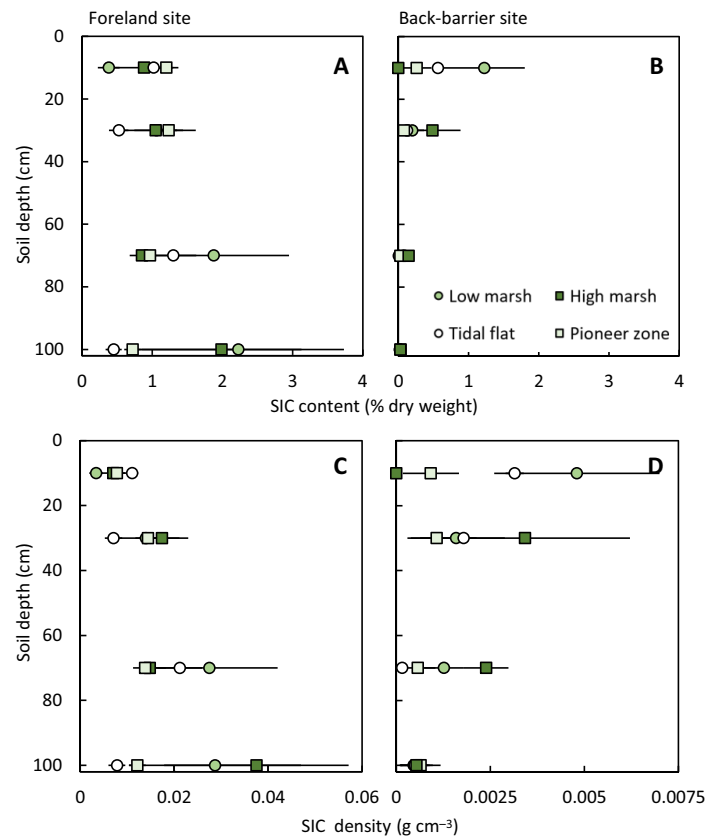 Foreland site
Back-barrier site
0
20
40
60
80
100
Soil depth (cm)
A
B
Low marsh
High marsh
Tidal flat
Pioneer zone
0 1 2 3 4
0 1 2 3 4
SIC content (% dry weight)
0
20
40
60
80
100
Soil depth (cm)
C
D
0 0.02 0.04 0.06
0 0.0025 0.005 0.0075
SIC density (g cm⁻³)